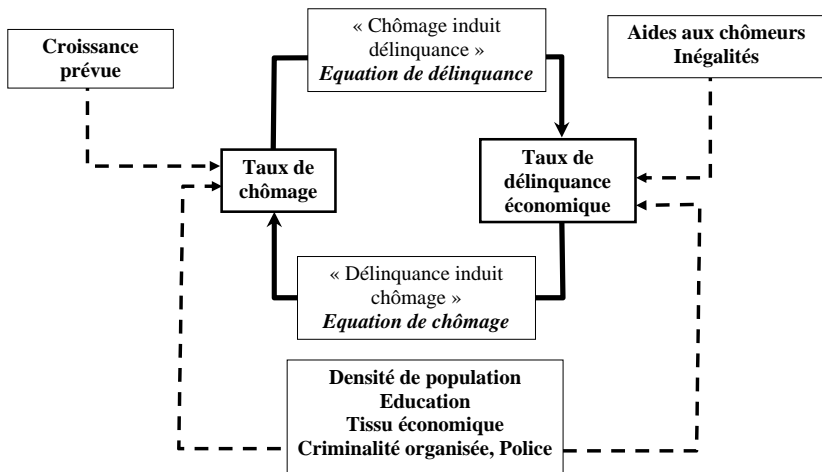 Croissance
prévue
« Chômage induit
délinquance »
Equation de délinquance
Aides aux chômeurs
Inégalités
Taux de
chômage
Taux de
délinquance
économique
« Délinquance induit
chômage »
Equation de chômage
Densité de population
Education
Tissu économique
Criminalité organisée, Police